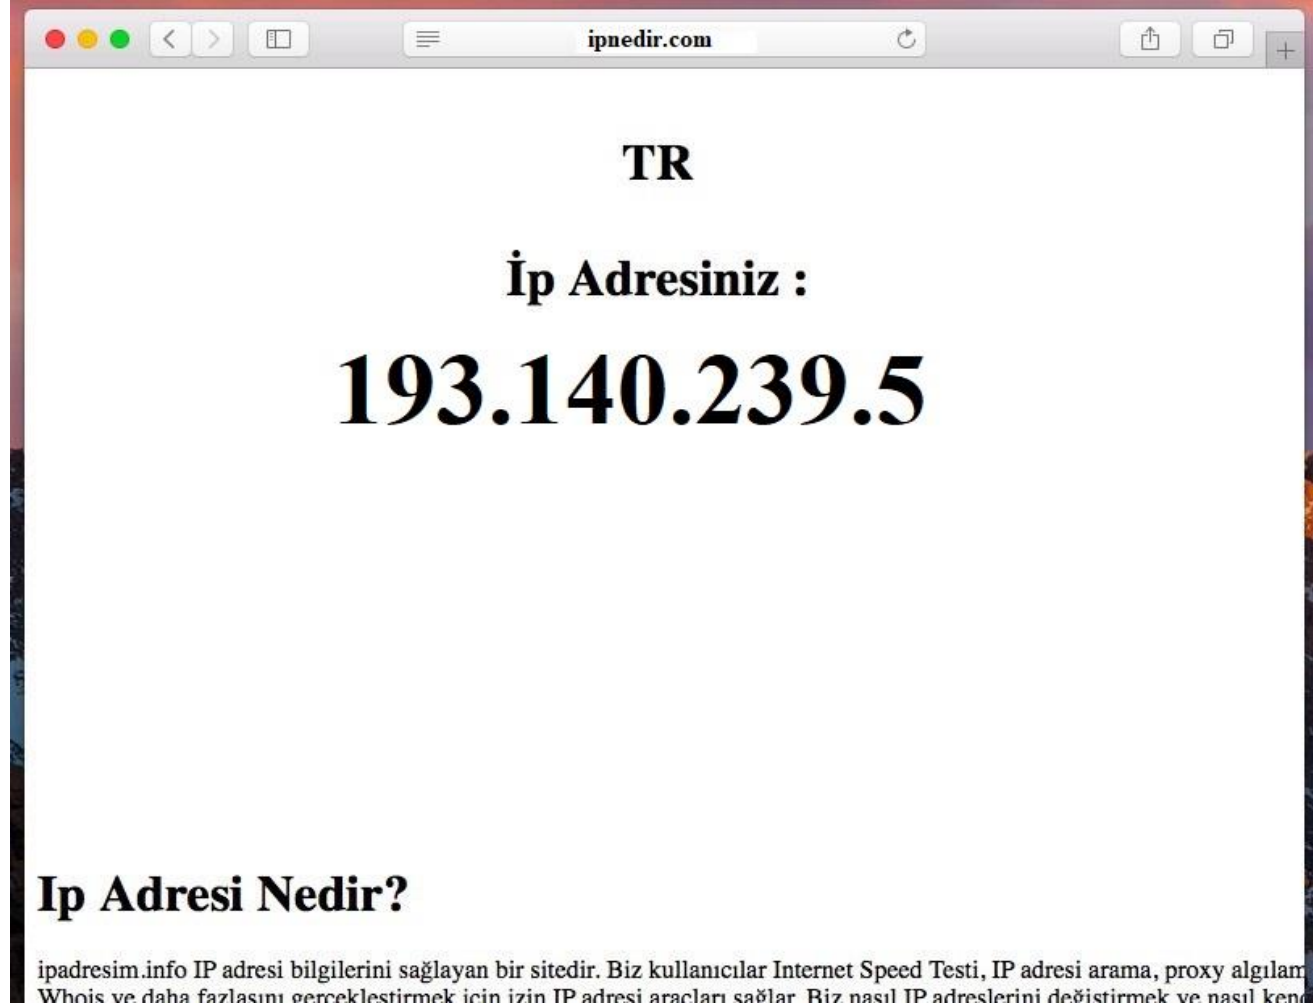 ipnedir.com
TR
İp Adresiniz :
193.140.239.5
Ip Adresi Nedir?
ipadresim.info IP adresi bilgilerini sağlayan bir sitedir. Biz kullanıcılar Internet Speed Testi, IP adresi arama, proxy algılam
Whois ve daha fazlasını gerçekleştirmek için izin IP adresi araçları sağlar. Biz nasıl IP adreslerini değiştirmek ve nasıl kend